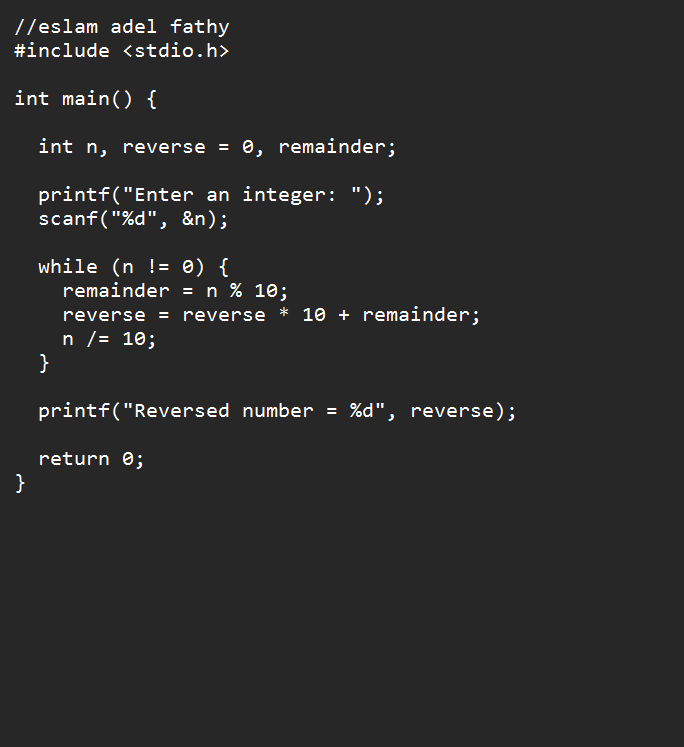 //eslam adel fathy
#include <stdio.h>
int main() {
int n, reverse = 0, remainder;
printf("Enter an integer: ");
scanf("%d", &n);
while (n != 0) {
remainder = n % 10;
reverse = reverse * 10 + remainder;
n /= 10;
}
printf("Reversed number = %d", reverse);
return 0;
}